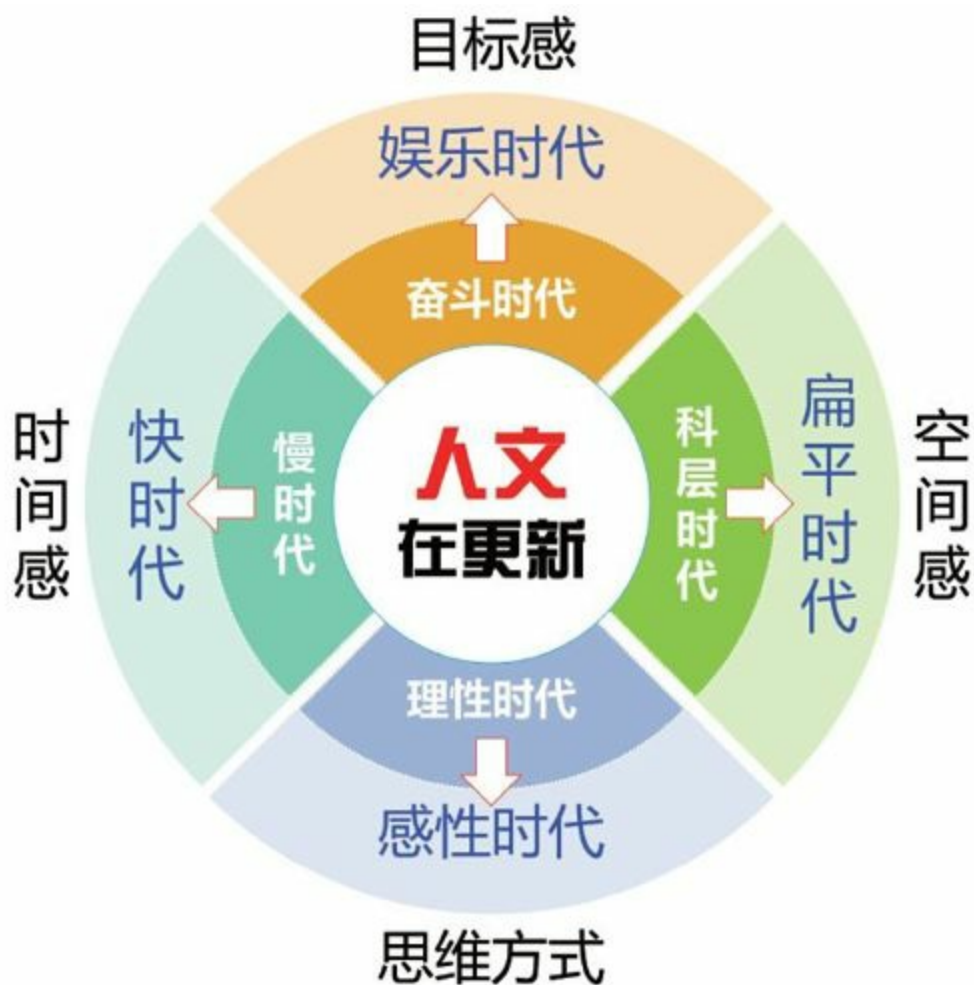 目标感
娱乐时代
奋斗时代
时间感
快时代
慢时代
人文
在更新
科层时代
扁平时代
空间感
理性时代
感性时代
思维方式